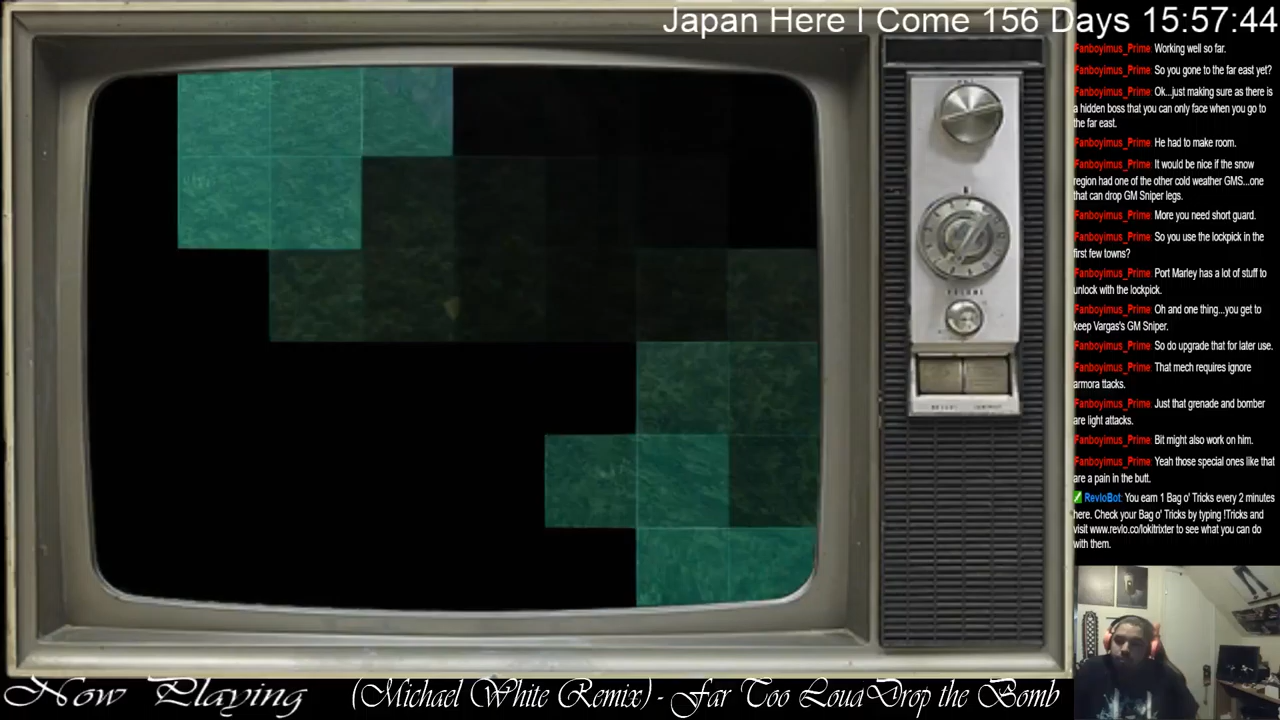 Japan Here I Come 156 Days 15:57:44
Fanboyimus_Prime: Working well so far.
Fanboyimus_Prime: So you gone to the far east yet?
Fanboyimus_Prime: Ok...just making sure as there is
a hidden boss that you can only face when you go to
the far east.
Fanboyimus_Prime: He had to make room.
Fanboyimus_Prime: It would be nice if the snow
region had one of the other cold weather GMS...one
that can drop GM Sniper legs.
Fanboyimus_Prime: More you need short guard.
Fanboyimus_Prime: So you use the lockpick in the
first few towns?
Fanboyimus_Prime: Port Marley has a lot of stuff to
unlock with the lockpick.
Fanboyimus_Prime: Oh and one thing...you get to
keep Vargas's GM Sniper.
Fanboyimus_Prime: So do upgrade that for later use.
Fanboyimus_Prime: That mech requires ignore
armora ttacks.
Fanboyimus_Prime: Just that grenade and bomber
are light attacks.
Fanboyimus_Prime: Bit might also work on him.
Fanboyimus_Prime: Yeah those special ones like that
are a pain in the butt.
RevloBot: You earn 1 Bag o' Tricks every 2 minutes
here. Check your Bag o' Tricks by typing !Tricks and
visit www.revlo.co/lokitrixter to see what you can do
with them.
VOLUME
Now Playing (Michael White Remix) - Far Too Loud Drop the Bomb